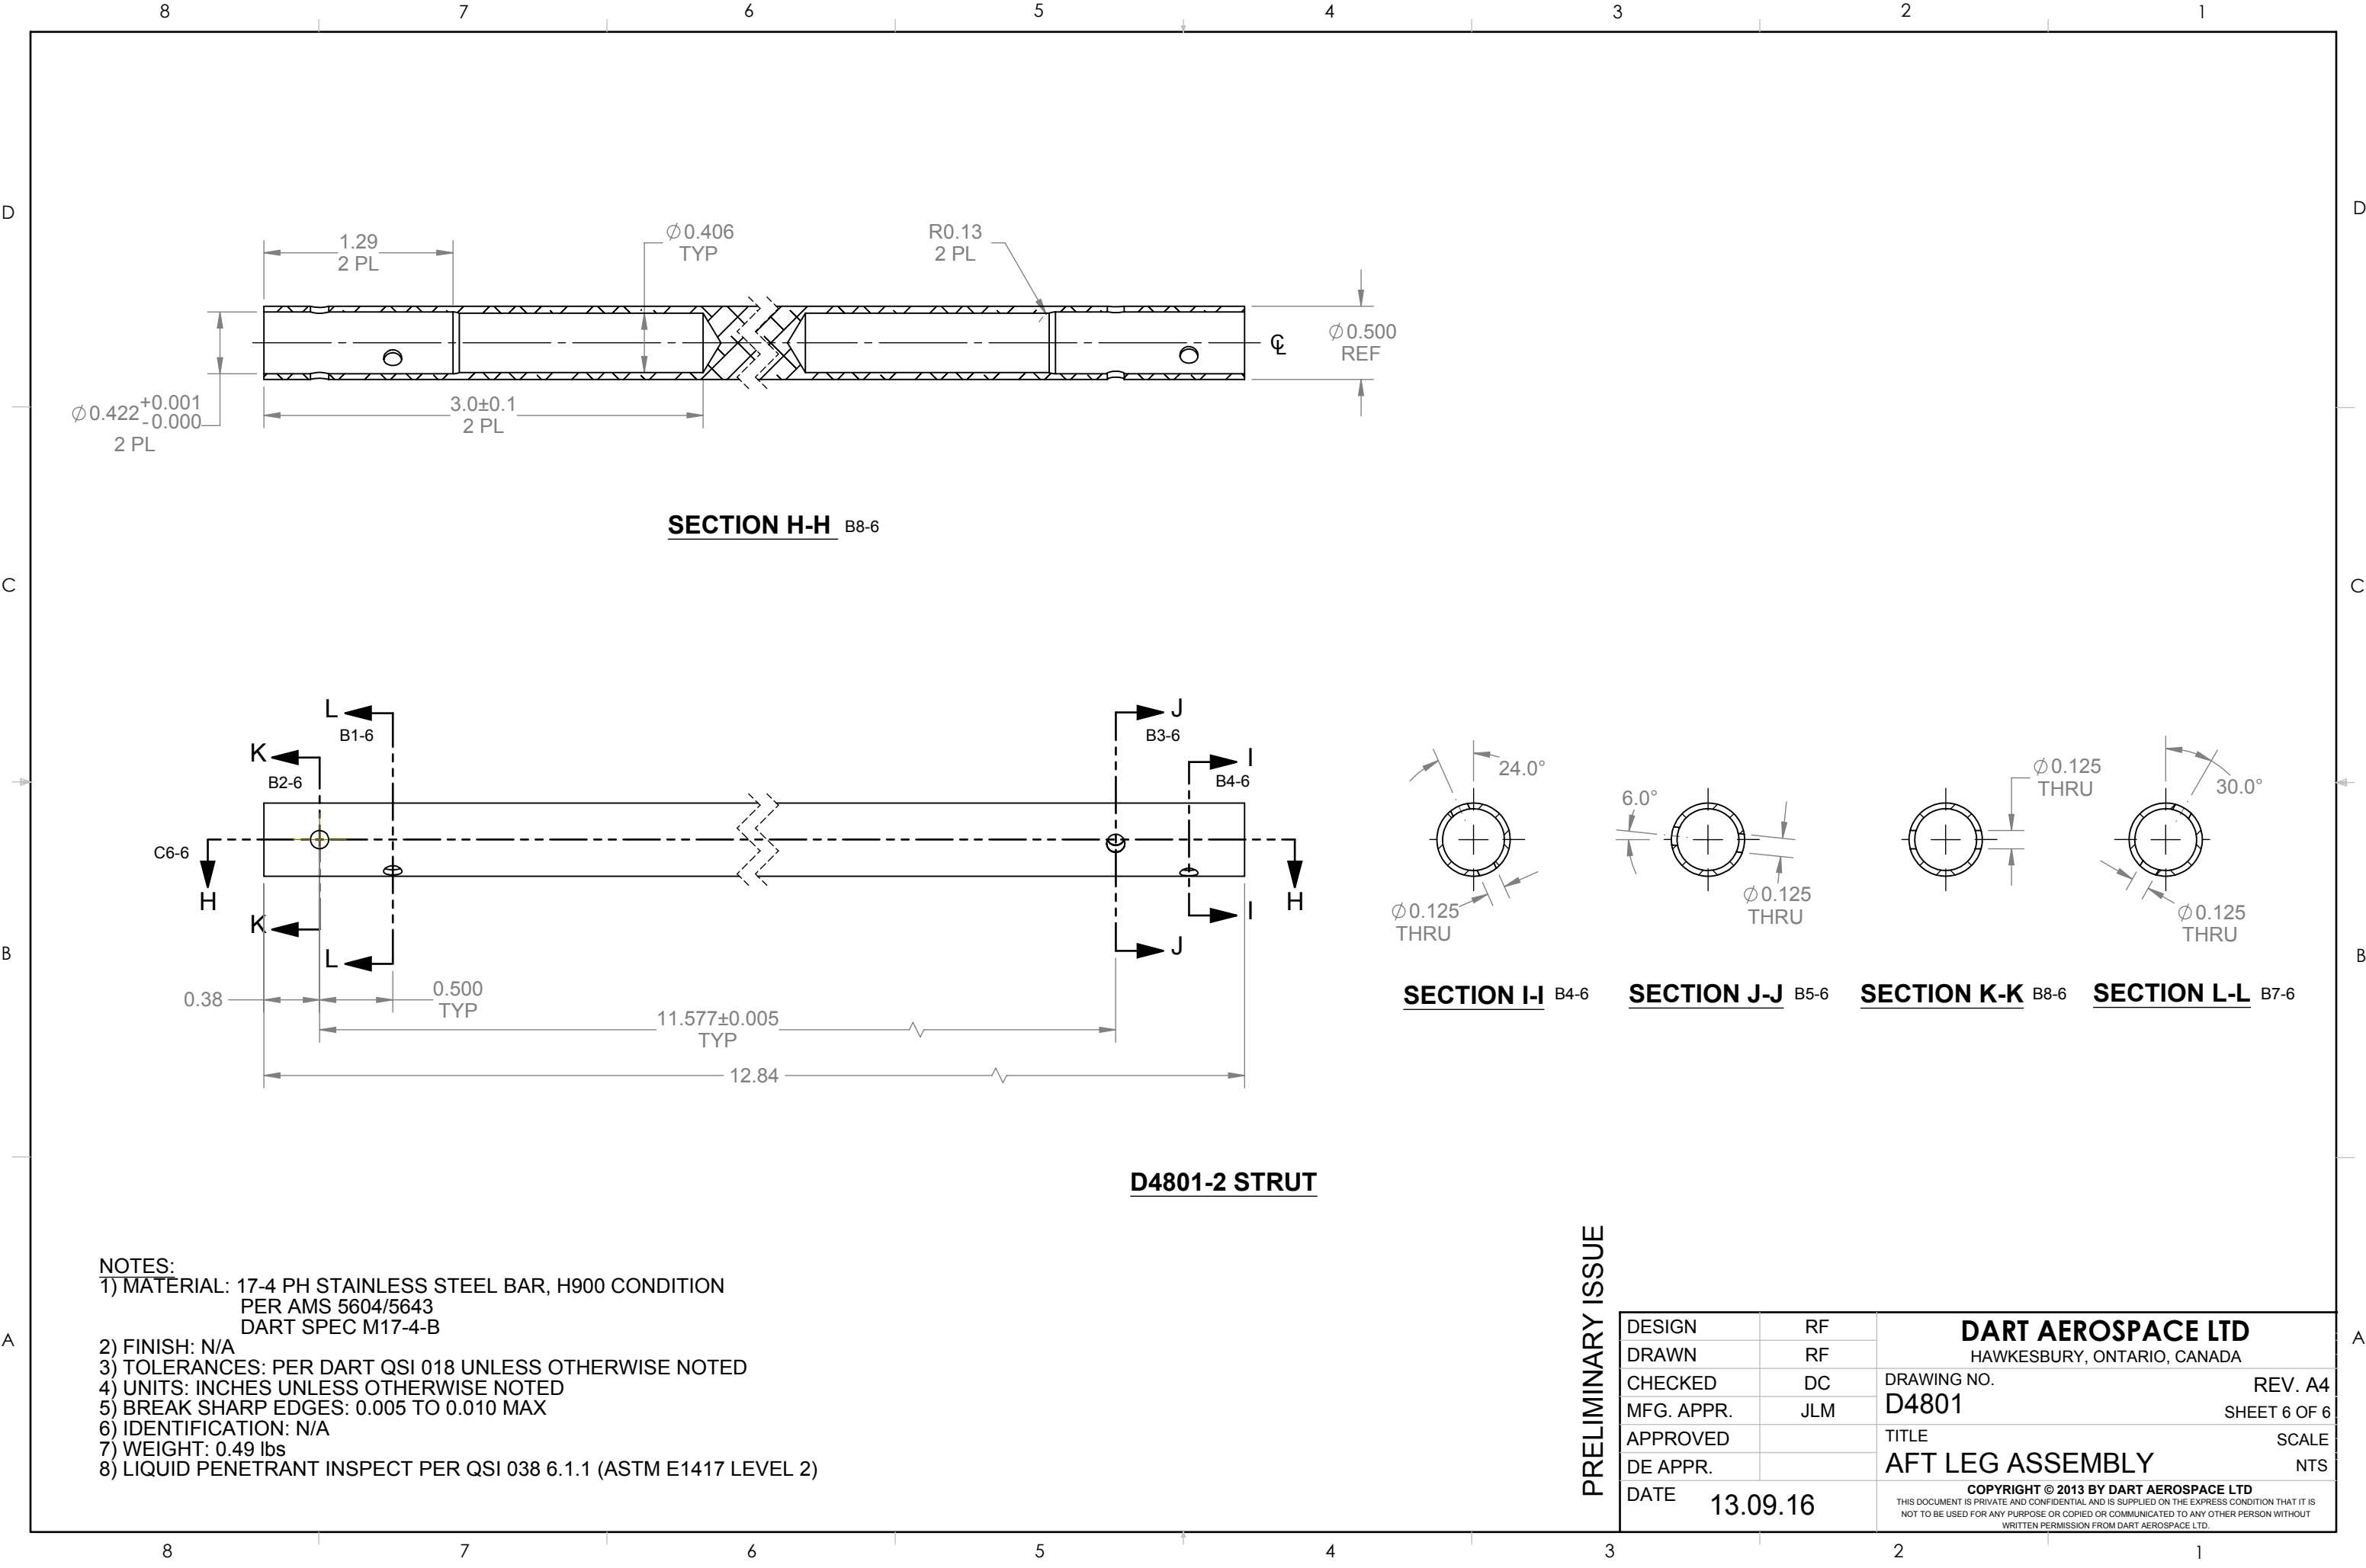 8 7 6 5 4 3 2 1
D D
1.29
2 PL
∅0.406
TYP
R0.13
2 PL
∅0.500
REF
℄
∅0.422 +0.001
-0.000
2 PL
3.0±0.1
2 PL
SECTION H-H B8-6
C C
L
B1-6
K
B2-6
J
B3-6
I
B4-6
C6-6
H
H
K
L
I
J
0.38
0.500
TYP
11.577±0.005
TYP
12.84
24.0°
∅0.125
THRU
6.0°
∅0.125
THRU
∅0.125
THRU
30.0°
∅0.125
THRU
B B
SECTION I-I B4-6
SECTION J-J B5-6
SECTION K-K B8-6
SECTION L-L B7-6
D4801-2 STRUT
NOTES:
1) MATERIAL: 17-4 PH STAINLESS STEEL BAR, H900 CONDITION
PER AMS 5604/5643
DART SPEC M17-4-B
2) FINISH: N/A
3) TOLERANCES: PER DART QSI 018 UNLESS OTHERWISE NOTED
4) UNITS: INCHES UNLESS OTHERWISE NOTED
5) BREAK SHARP EDGES: 0.005 TO 0.010 MAX
6) IDENTIFICATION: N/A
7) WEIGHT: 0.49 lbs
8) LIQUID PENETRANT INSPECT PER QSI 038 6.1.1 (ASTM E1417 LEVEL 2)
A A
PRELIMINARY ISSUE
DESIGN RF
DRAWN RF
CHECKED DC
MFG. APPR. JLM
APPROVED
DE APPR.
DATE 13.09.16
DART AEROSPACE LTD
HAWKESBURY, ONTARIO, CANADA
DRAWING NO. REV. A4
D4801 SHEET 6 OF 6
TITLE SCALE
AFT LEG ASSEMBLY NTS
COPYRIGHT © 2013 BY DART AEROSPACE LTD
THIS DOCUMENT IS PRIVATE AND CONFIDENTIAL AND IS SUPPLIED ON THE EXPRESS CONDITION THAT IT IS
NOT TO BE USED FOR ANY PURPOSE OR COPIED OR COMMUNICATED TO ANY OTHER PERSON WITHOUT
WRITTEN PERMISSION FROM DART AEROSPACE LTD.
8 7 6 5 4 3 2 1